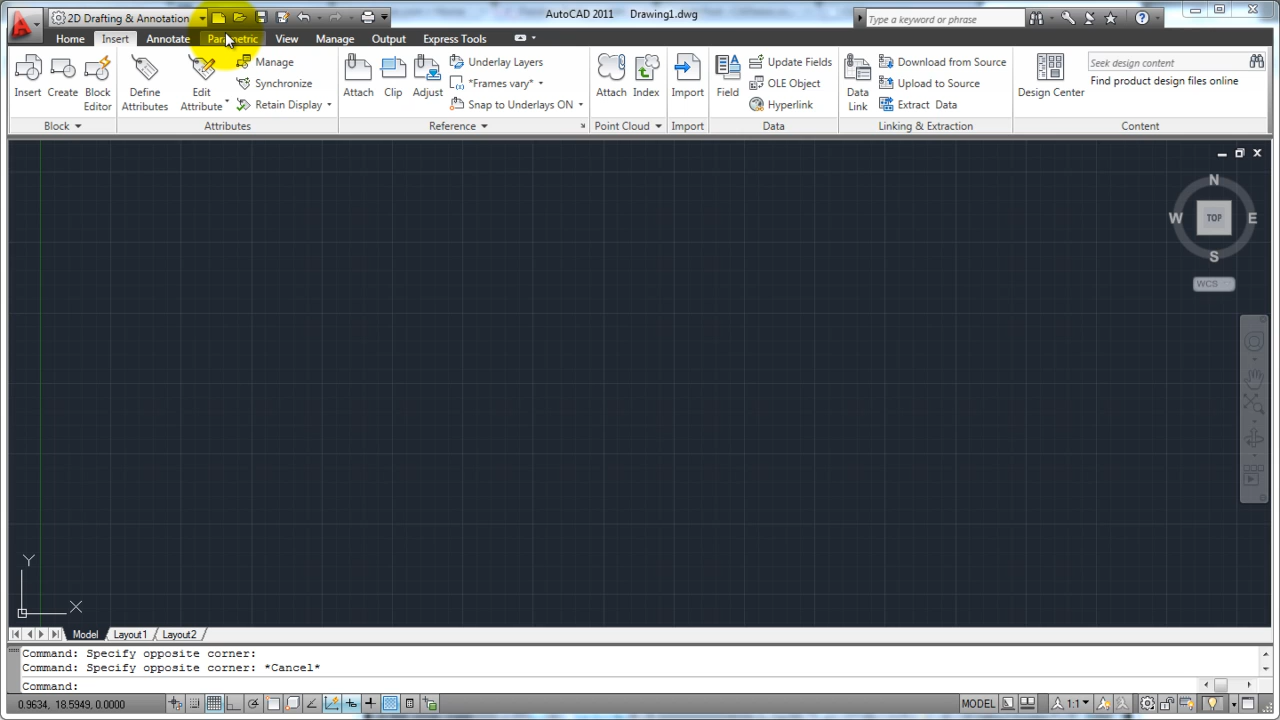 2D Drafting & Annotation
AutoCAD 2011 Drawing1.dwg
Type a keyword or phrase
Home Insert Annotate Parametric View Manage Output Express Tools
Insert Create Block Editor
Block
Define Attributes
Edit Attribute
Manage
Synchronize
Retain Display
Attributes
Attach Clip Adjust
Underlay Layers
*Frames vary*
Snap to Underlays ON
Reference
Attach Index
Point Cloud
Import
Import
Field
Update Fields
OLE Object
Hyperlink
Data
Data Link
Download from Source
Upload to Source
Extract Data
Linking & Extraction
Design Center
Seek design content
Find product design files online
Content
N
W TOP E
S
WCS
Y
X
Model Layout1 Layout2
Command: Specify opposite corner:
Command: Specify opposite corner: *Cancel*
Command:
0.9634, 18.5949, 0.0000
MODEL
1:1